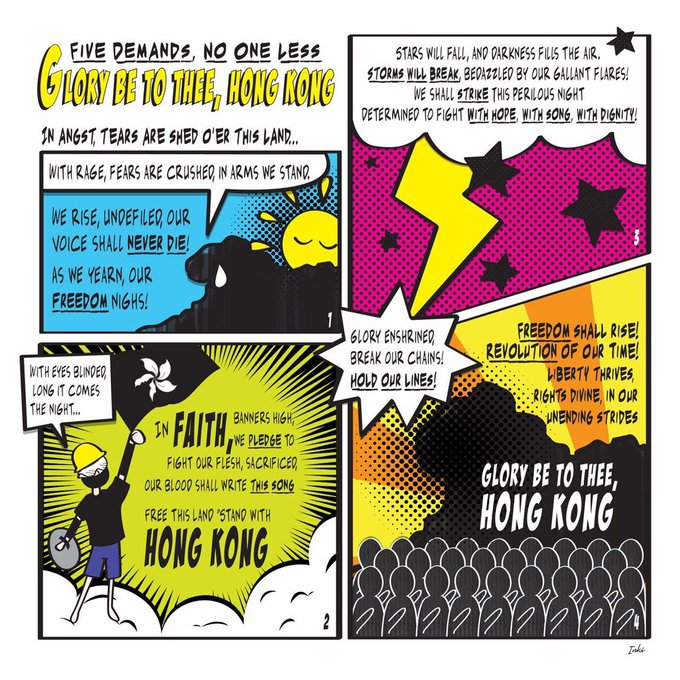 FIVE DEMANDS, NO ONE LESS
GLORY BE TO THEE, HONG KONG
IN ANGST, TEARS ARE SHED O'ER THIS LAND...
WITH RAGE, FEARS ARE CRUSHED, IN ARMS WE STAND,
WE RISE, UNDEFILED, OUR
VOICE SHALL NEVER DIE!
AS WE YEARN, OUR
FREEDOM NIGHS!
1
WITH EYES BLINDED,
LONG IT COMES
THE NIGHT...
IN FAITH, BANNERS HIGH,
WE PLEDGE TO
FIGHT OUR FLESH, SACRIFICED,
OUR BLOOD SHALL WRITE THIS SONG
FREE THIS LAND "STAND WITH
HONG KONG
2
STARS WILL FALL, AND DARKNESS FILLS THE AIR.
STORMS WILL BREAK, BEDAZZLED BY OUR GALLANT FLARES!
WE SHALL STRIKE THIS PERILOUS NIGHT
DETERMINED TO FIGHT WITH HOPE, WITH SONG, WITH DIGNITY!
3
GLORY ENSHRINED,
BREAK OUR CHAINS!
HOLD OUR LINES!
FREEDOM SHALL RISE!
REVOLUTION OF OUR TIME!
LIBERTY THRIVES,
RIGHTS DIVINE, IN OUR
UNENDING STRIDES
GLORY BE TO THEE,
HONG KONG
4
Inki